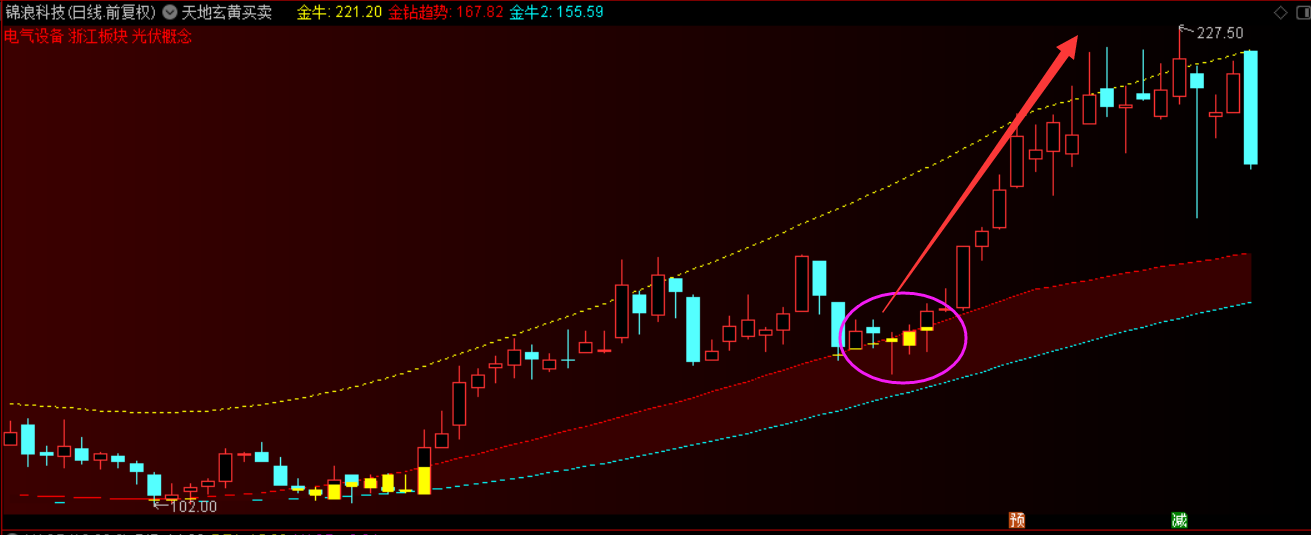 锦浪科技(日线.前复权) 天地玄黄买卖 金牛: 221.20 金钻趋势: 167.82 金牛2: 155.59
电气设备 浙江板块 光伏概念
227.50
102.00
预 减